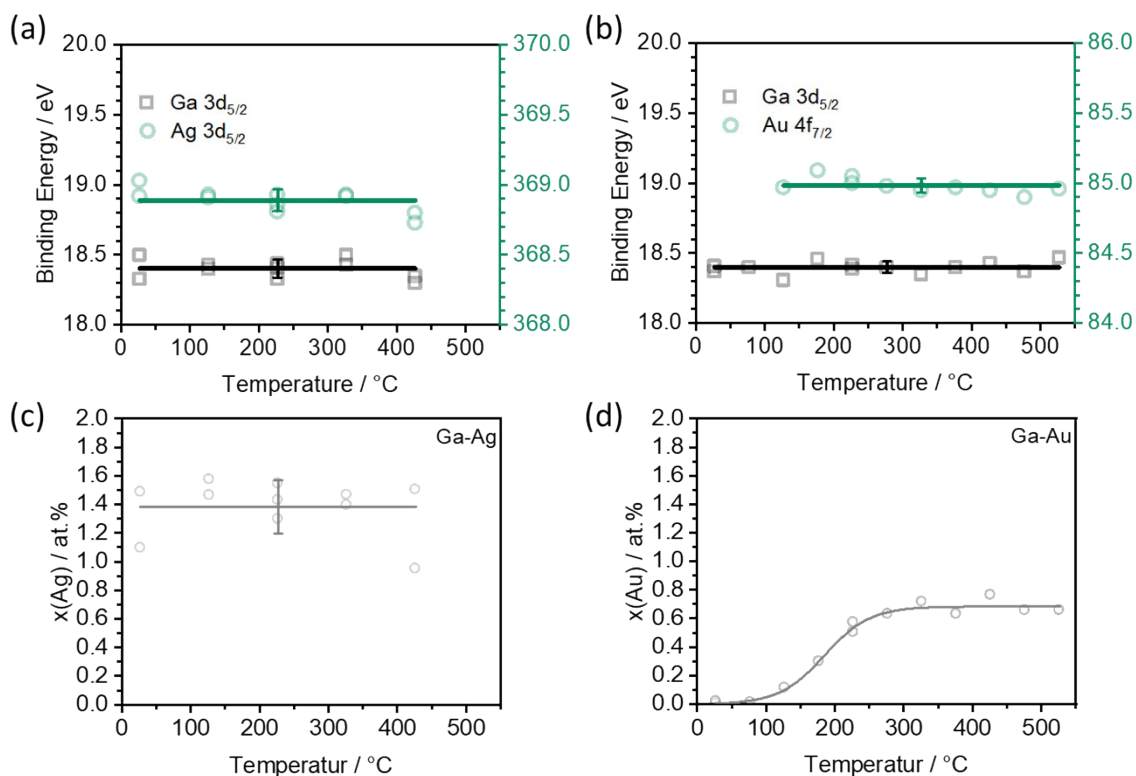 (a)
20.0
19.5
19.0
18.5
18.0
Binding Energy / eV
370.0
369.5
369.0
368.5
368.0
Ga 3d5/2
Ag 3d5/2
0 100 200 300 400 500
Temperature / °C
(b)
20.0
19.5
19.0
18.5
18.0
Binding Energy / eV
86.0
85.5
85.0
84.5
84.0
Ga 3d5/2
Au 4f7/2
0 100 200 300 400 500
Temperature / °C
(c)
2.0
1.8
1.6
1.4
1.2
1.0
0.8
0.6
0.4
0.2
0.0
x(Ag) / at.%
Ga-Ag
0 100 200 300 400 500
Temperatur / °C
(d)
2.0
1.8
1.6
1.4
1.2
1.0
0.8
0.6
0.4
0.2
0.0
x(Au) / at.%
Ga-Au
0 100 200 300 400 500
Temperatur / °C